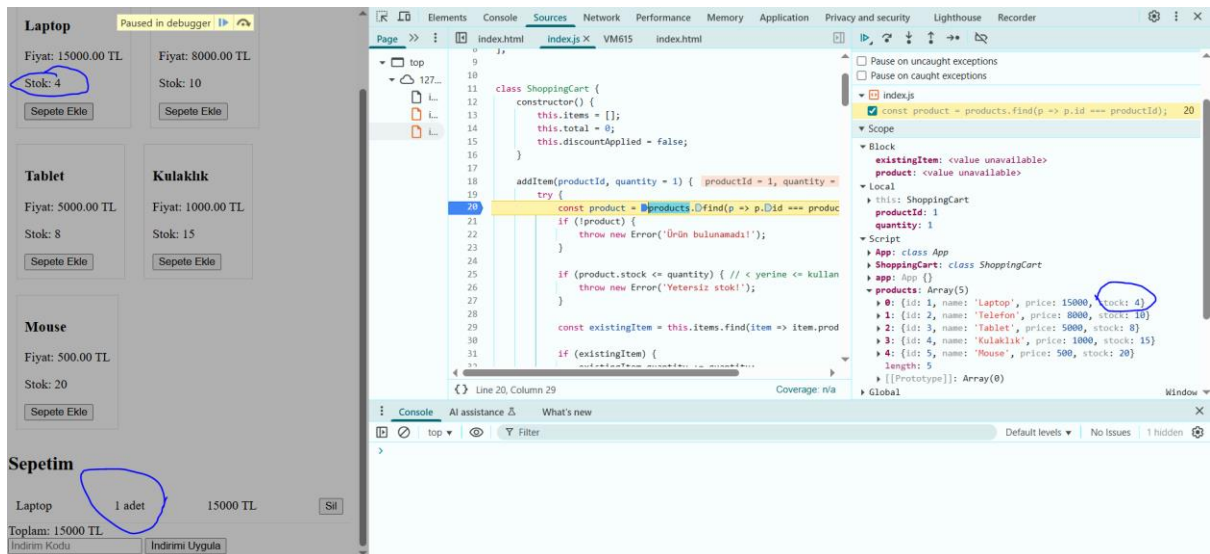 Paused in debugger
Laptop
Fiyat: 15000.00 TL
Stok: 4
Sepete Ekle
Fiyat: 8000.00 TL
Stok: 10
Sepete Ekle
Tablet
Fiyat: 5000.00 TL
Stok: 8
Sepete Ekle
Kulaklık
Fiyat: 1000.00 TL
Stok: 15
Sepete Ekle
Mouse
Fiyat: 500.00 TL
Stok: 20
Sepete Ekle
Sepetim
Laptop 1 adet 15000 TL Sil
Toplam: 15000 TL
İndirim Kodu İndirimi Uygula
Elements Console Sources Network Performance Memory Application Privacy and security Lighthouse Recorder
Page index.html index.js × VM615 index.html
top
127...
i...
i...
i...
9
10
11 class ShoppingCart {
12 constructor() {
13 this.items = [];
14 this.total = 0;
15 this.discountApplied = false;
16 }
17
18 addItem(productId, quantity = 1) { productId = 1, quantity =
19 try {
20 const product = products.find(p => p.id === produc
21 if (!product) {
22 throw new Error('Ürün bulunamadı!');
23 }
24
25 if (product.stock <= quantity) { // < yerine <= kullan
26 throw new Error('Yetersiz stok!');
27 }
28
29 const existingItem = this.items.find(item => item.prod
30
31 if (existingItem) {
{} Line 20, Column 29 Coverage: n/a
Pause on uncaught exceptions
Pause on caught exceptions
index.js
const product = products.find(p => p.id === productId); 20
Scope
Block
existingItem: <value unavailable>
product: <value unavailable>
Local
this: ShoppingCart
productId: 1
quantity: 1
Script
App: class App
ShoppingCart: class ShoppingCart
app: App {}
products: Array(5)
0: {id: 1, name: 'Laptop', price: 15000, stock: 4}
1: {id: 2, name: 'Telefon', price: 8000, stock: 10}
2: {id: 3, name: 'Tablet', price: 5000, stock: 8}
3: {id: 4, name: 'Kulaklık', price: 1000, stock: 15}
4: {id: 5, name: 'Mouse', price: 500, stock: 20}
length: 5
[[Prototype]]: Array(0)
Global Window
Console AI assistance What's new
top Filter Default levels No Issues 1 hidden